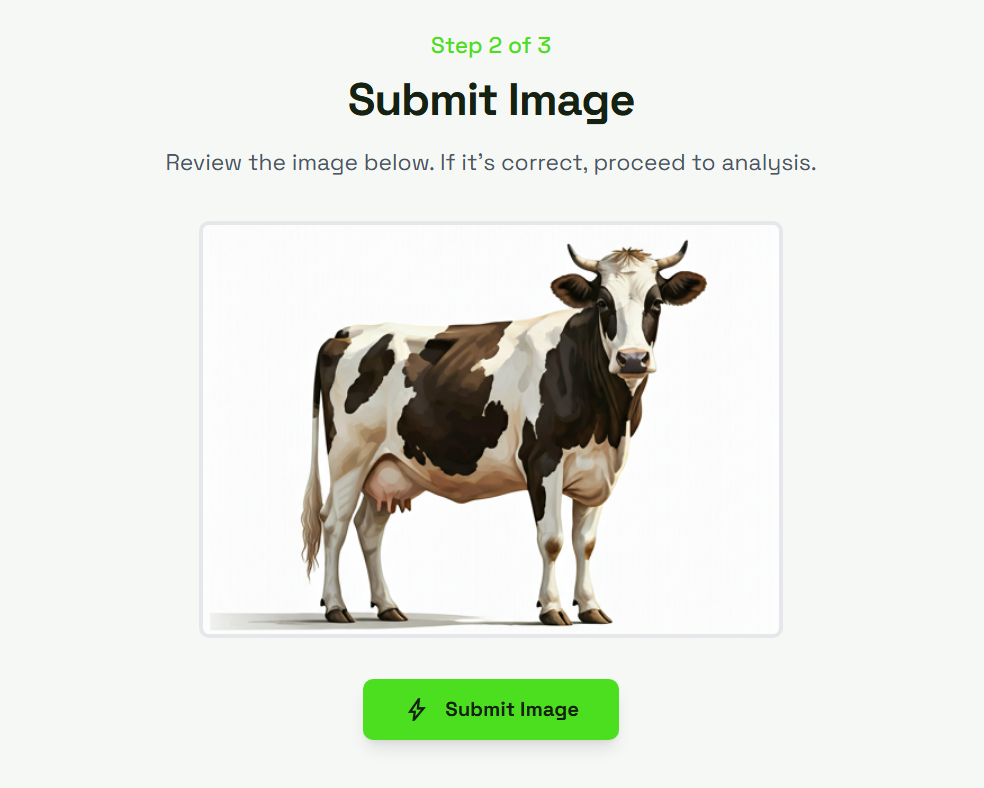 Step 2 of 3
Submit Image
Review the image below. If it's correct, proceed to analysis.
Submit Image